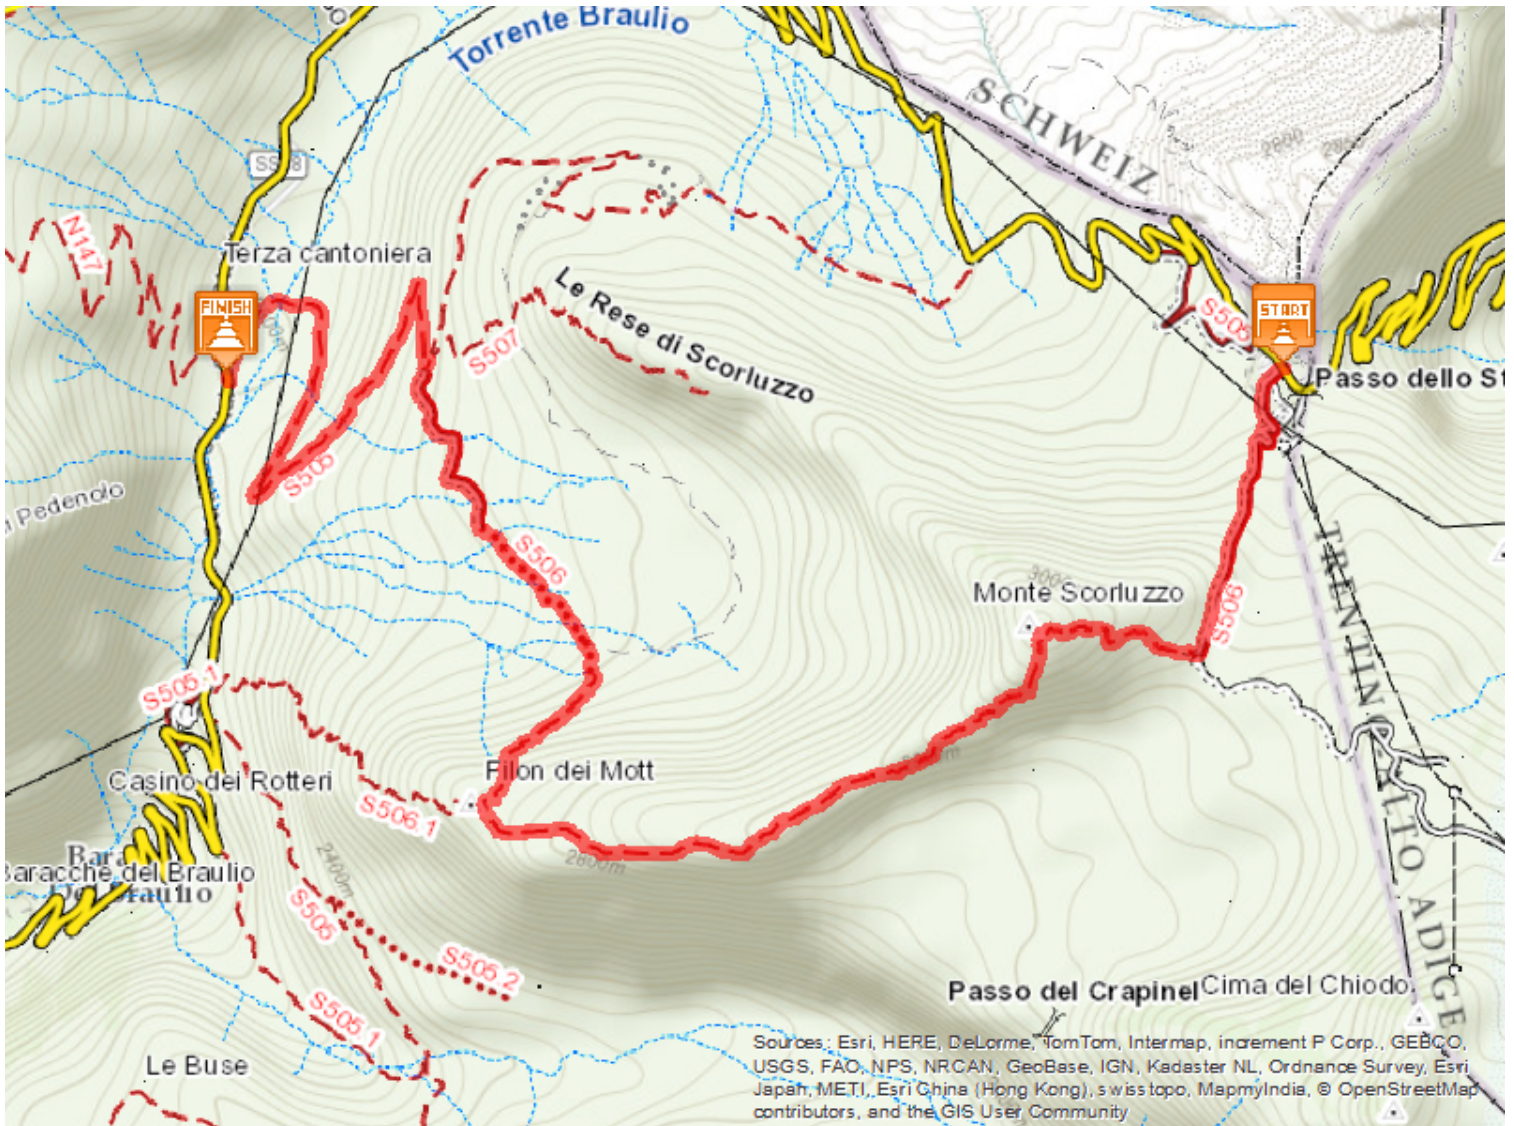 Torrente Braulio
SCHWEIZ
2800
N147
Terza cantoniera
FINISH
START
S505
Le Rese di Scorluzzo
S507
Passo dello St
Pedenolo
S506
3000
Monte Scorluzzo
S506
TRENTINO-ALTO ADIGE
S505.1
Filon dei Mott
Casino dei Rotteri
S506.1
2800m
2400m
Baracche del Braulio
S505
S505.2
S505.1
Passo del Crapinel
Cima del Chiodo
Le Buse
Sources: Esri, HERE, DeLorme, TomTom, Intermap, increment P Corp., GEBCO,
USGS, FAO, NPS, NRCAN, GeoBase, IGN, Kadaster NL, Ordnance Survey, Esri
Japan, METI, Esri China (Hong Kong), swisstopo, MapmyIndia, © OpenStreetMap
contributors, and the GIS User Community